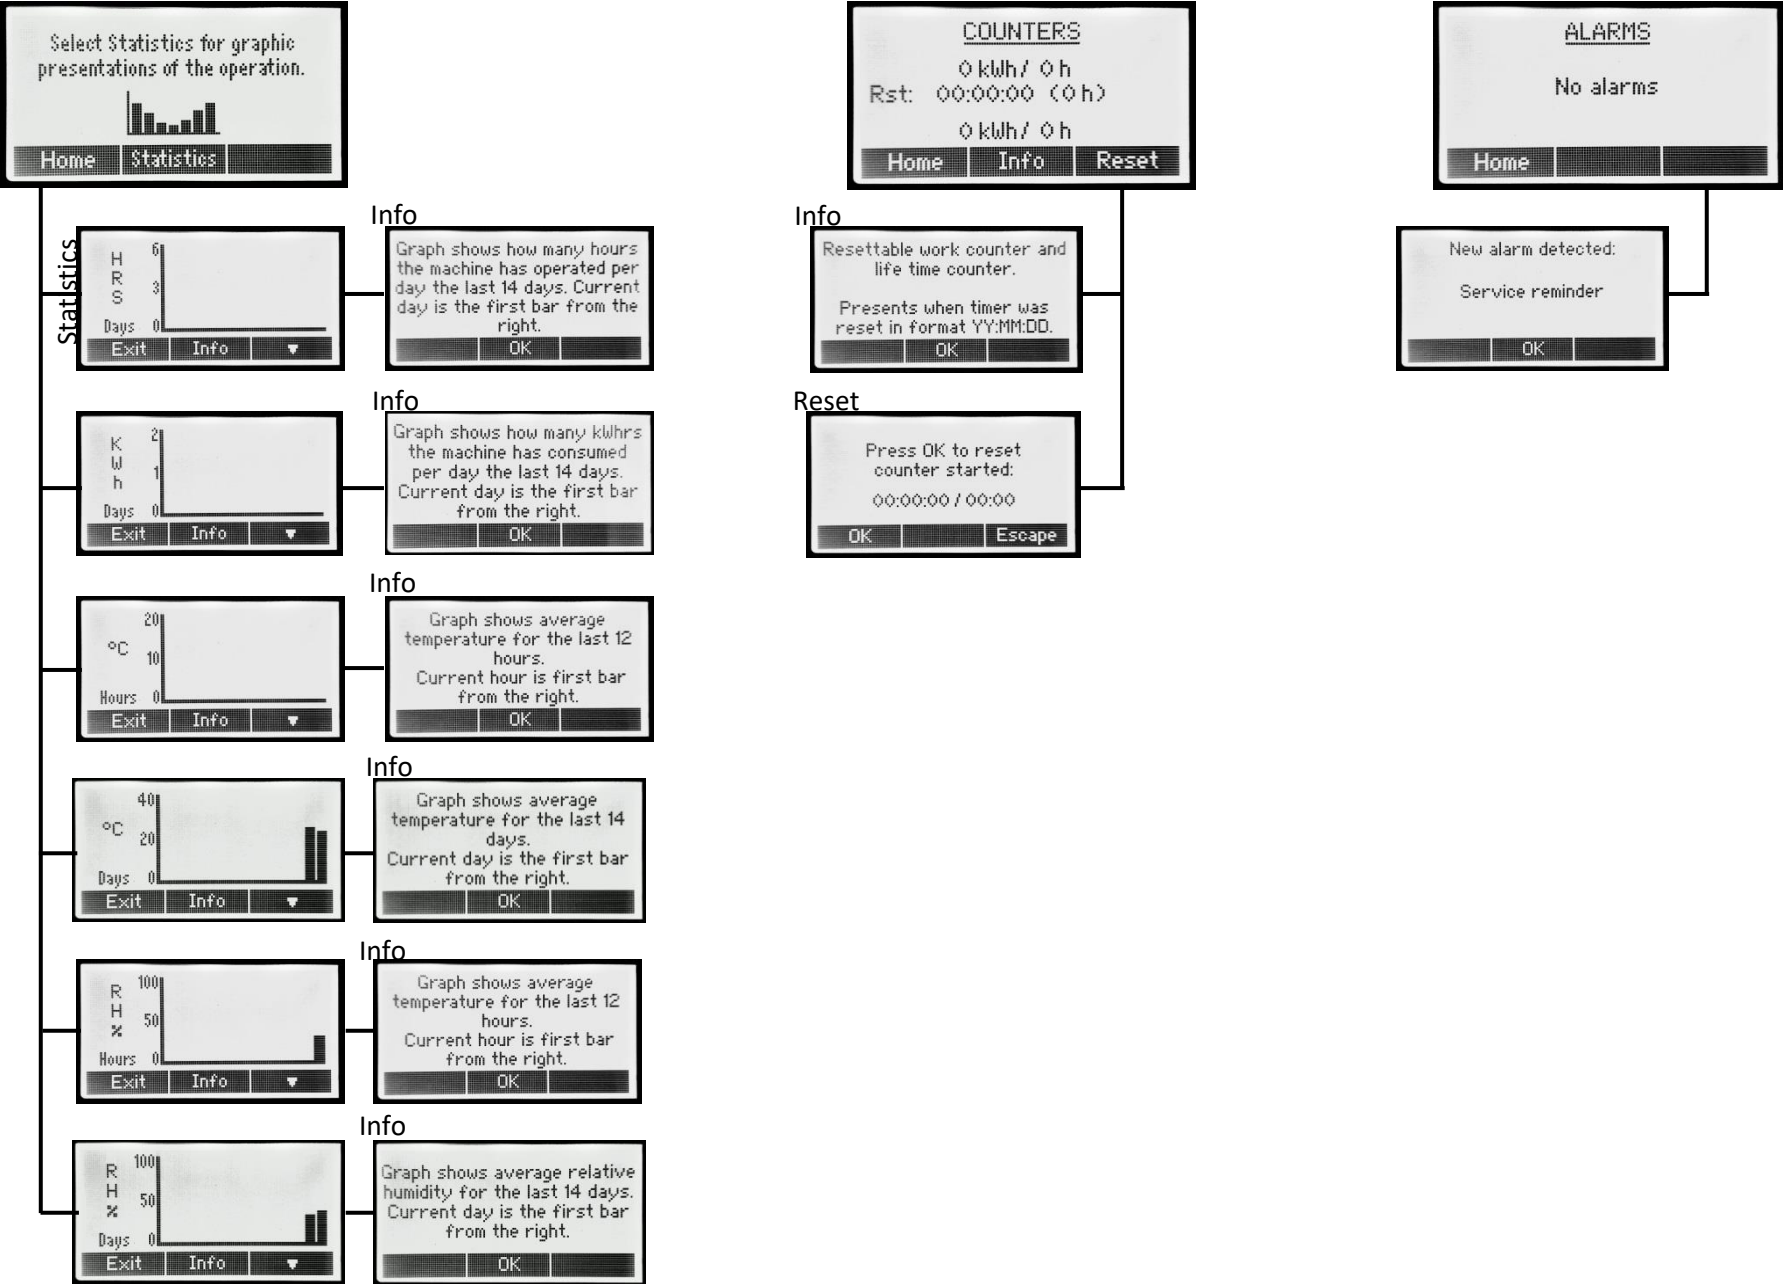 Select Statistics for graphic
presentations of the operation.
Home Statistics
Statistics
H
R
S
6
3
0
Days
Exit Info ▼
Info
Graph shows how many hours
the machine has operated per
day the last 14 days. Current
day is the first bar from the
right.
OK
K
W
h
2
1
0
Days
Exit Info ▼
Info
Graph shows how many kWhrs
the machine has consumed
per day the last 14 days.
Current day is the first bar
from the right.
OK
°C
20
10
0
Hours
Exit Info ▼
Info
Graph shows average
temperature for the last 12
hours.
Current hour is first bar
from the right.
OK
°C
40
20
0
Days
Exit Info ▼
Info
Graph shows average
temperature for the last 14
days.
Current day is the first bar
from the right.
OK
R
H
%
100
50
0
Hours
Exit Info ▼
Info
Graph shows average
temperature for the last 12
hours.
Current hour is first bar
from the right.
OK
R
H
%
100
50
0
Days
Exit Info ▼
Info
Graph shows average relative
humidity for the last 14 days.
Current day is the first bar
from the right.
OK
COUNTERS
0 kWh/ 0 h
Rst: 00:00:00 (0 h)
0 kWh/ 0 h
Home Info Reset
Info
Resettable work counter and
life time counter.
Presents when timer was
reset in format YY:MM:DD.
OK
Reset
Press OK to reset
counter started:
00:00:00 / 00:00
OK Escape
ALARMS
No alarms
Home
New alarm detected:
Service reminder
OK